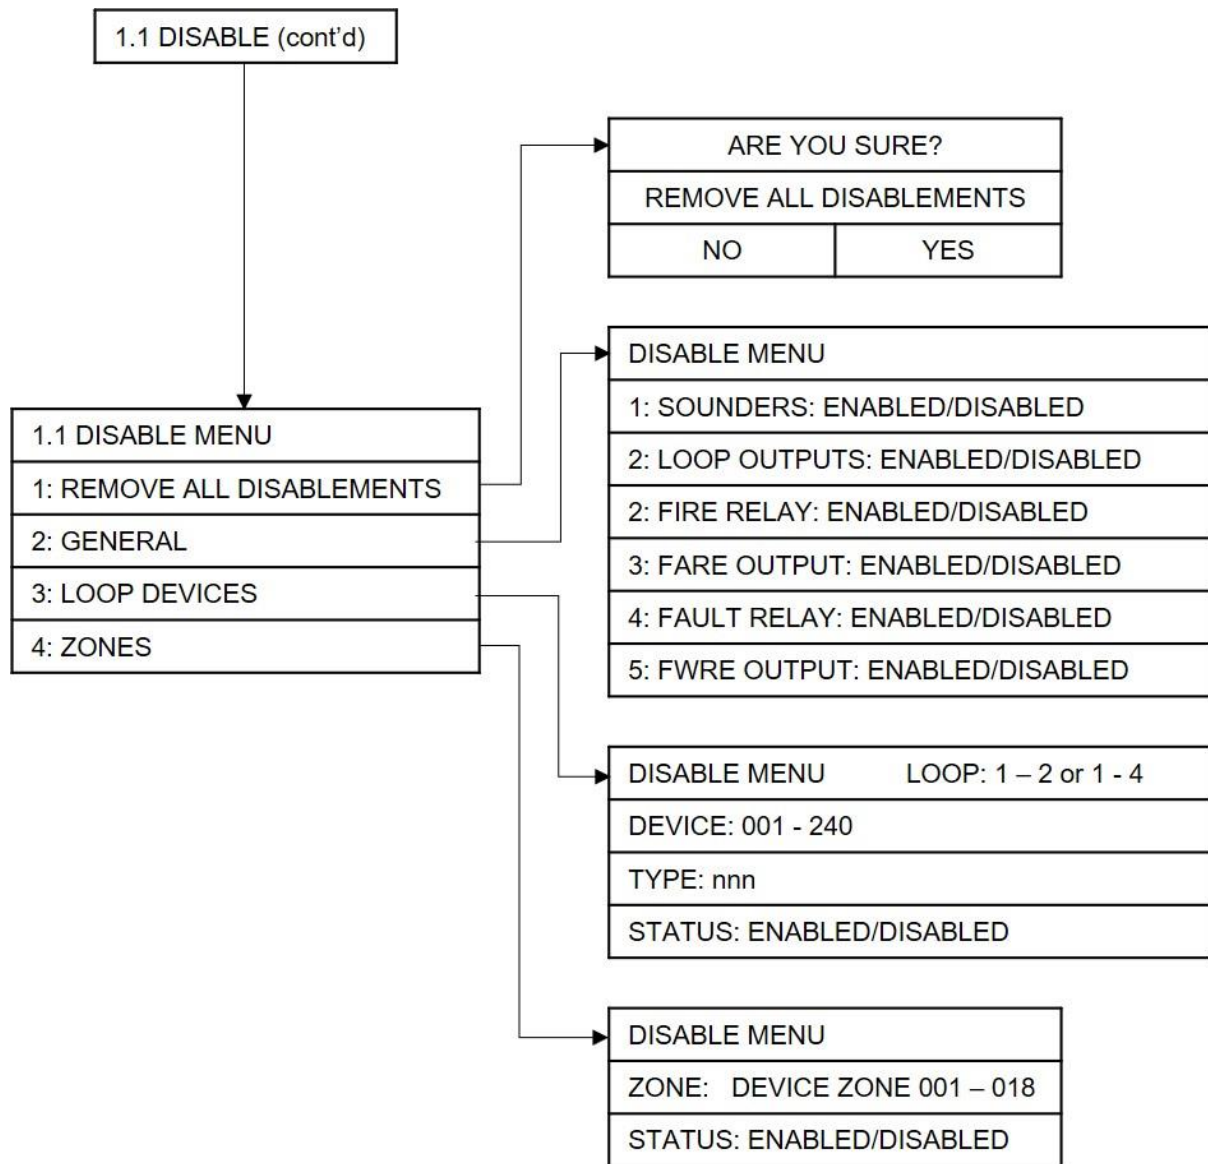 1.1 DISABLE (cont’d)
ARE YOU SURE?
REMOVE ALL DISABLEMENTS
NO YES
DISABLE MENU
1: SOUNDERS: ENABLED/DISABLED
2: LOOP OUTPUTS: ENABLED/DISABLED
2: FIRE RELAY: ENABLED/DISABLED
3: FARE OUTPUT: ENABLED/DISABLED
4: FAULT RELAY: ENABLED/DISABLED
5: FWRE OUTPUT: ENABLED/DISABLED
1.1 DISABLE MENU
1: REMOVE ALL DISABLEMENTS
2: GENERAL
3: LOOP DEVICES
4: ZONES
DISABLE MENU LOOP: 1 – 2 or 1 - 4
DEVICE: 001 - 240
TYPE: nnn
STATUS: ENABLED/DISABLED
DISABLE MENU
ZONE: DEVICE ZONE 001 – 018
STATUS: ENABLED/DISABLED